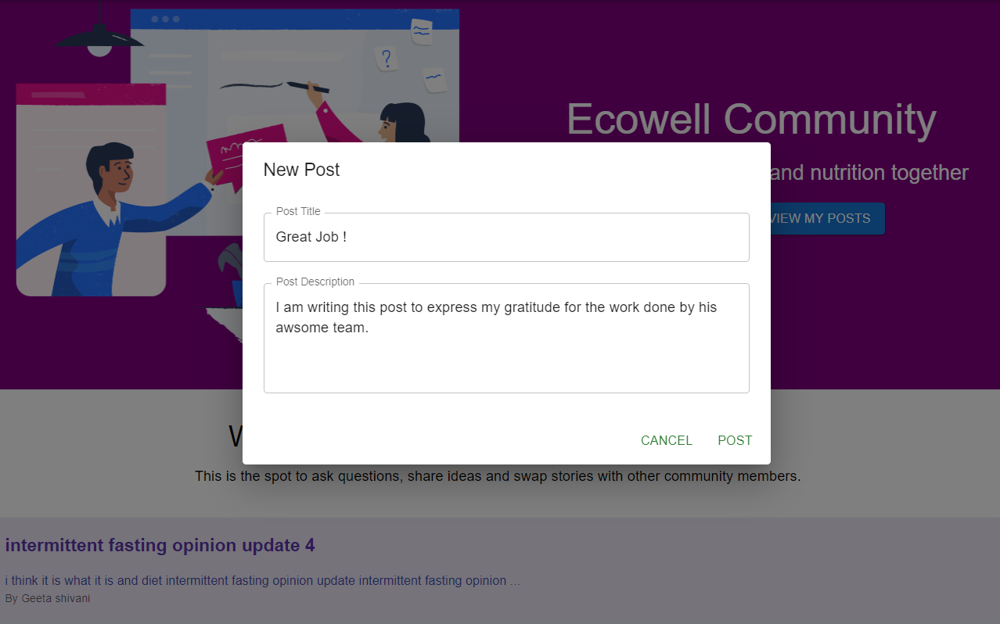 Ecowell Community
and nutrition together
VIEW MY POSTS
New Post
Post Title
Great Job !
Post Description
I am writing this post to express my gratitude for the work done by his
awsome team.
CANCEL
POST
This is the spot to ask questions, share ideas and swap stories with other community members.
intermittent fasting opinion update 4
i think it is what it is and diet intermittent fasting opinion update intermittent fasting opinion ...
By Geeta shivani
?